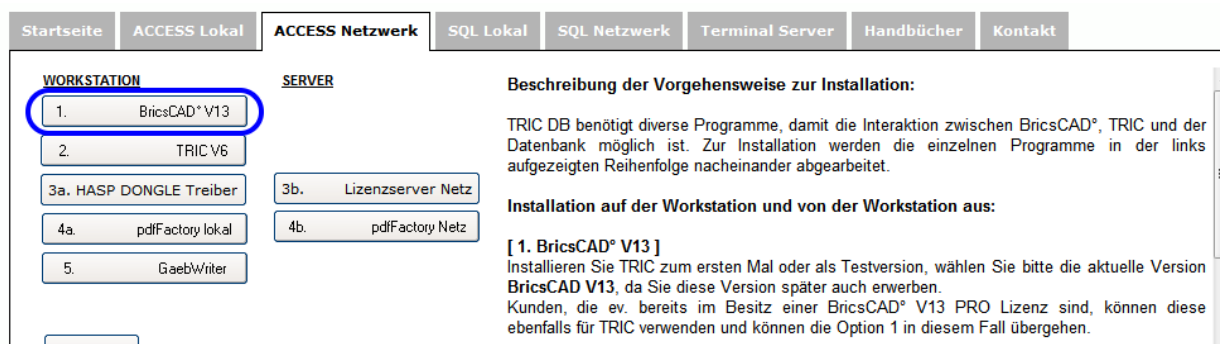 Startseite ACCESS Lokal ACCESS Netzwerk SQL Lokal SQL Netzwerk Terminal Server Handbücher Kontakt
WORKSTATION
1. BricsCAD° V13
2. TRIC V6
3a. HASP DONGLE Treiber
4a. pdfFactory lokal
5. GaebWriter
SERVER
3b. Lizenzserver Netz
4b. pdfFactory Netz
Beschreibung der Vorgehensweise zur Installation:
TRIC DB benötigt diverse Programme, damit die Interaktion zwischen BricsCAD°, TRIC und der
Datenbank möglich ist. Zur Installation werden die einzelnen Programme in der links
aufgezeigten Reihenfolge nacheinander abgearbeitet.
Installation auf der Workstation und von der Workstation aus:
[ 1. BricsCAD° V13 ]
Installieren Sie TRIC zum ersten Mal oder als Testversion, wählen Sie bitte die aktuelle Version
BricsCAD V13, da Sie diese Version später auch erwerben.
Kunden, die ev. bereits im Besitz einer BricsCAD° V13 PRO Lizenz sind, können diese
ebenfalls für TRIC verwenden und können die Option 1 in diesem Fall übergehen.